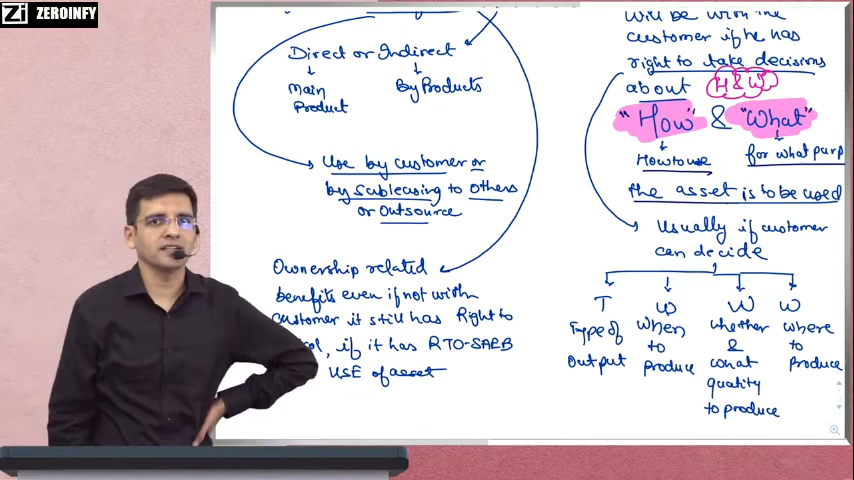 Zi ZEROINFY
Direct or Indirect
Main
Product
By Products
Use by customer or
by Subleasing to others
or Outsource
Ownership related
benefits even if not with
customer it still has Right to
if it has RTO-SAEB
USE of asset
Will be with the
customer if he has
right to take decisions
about H & W
"How" & "What"
How to use
for what purp
the asset is to be used
Usually if customer
can decide
T W W W
Type of
Output
When
to
produce
Whether
&
what
quality
to produce
Where
to
Produce